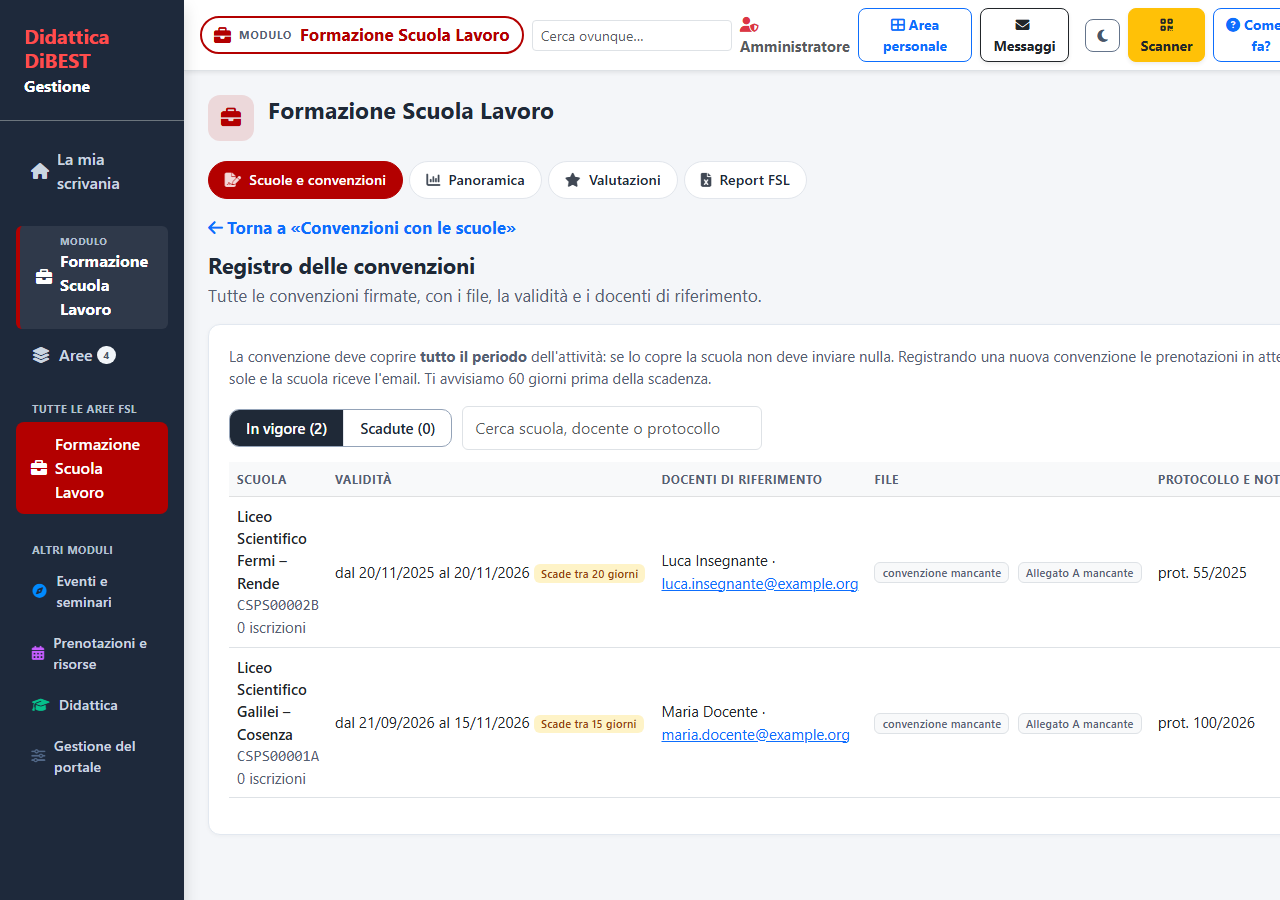 Didattica
DiBEST
Gestione
La mia
scrivania
MODULO
Formazione
Scuola
Lavoro
Aree 4
TUTTE LE AREE FSL
Formazione
Scuola
Lavoro
ALTRI MODULI
Eventi e
seminari
Prenotazioni e
risorse
Didattica
Gestione del
portale
MODULO Formazione Scuola Lavoro
Cerca ovunque...
Amministratore
Area
personale
Messaggi
Scanner
Come
fa?
Formazione Scuola Lavoro
Scuole e convenzioni
Panoramica
Valutazioni
Report FSL
Torna a «Convenzioni con le scuole»
Registro delle convenzioni
Tutte le convenzioni firmate, con i file, la validità e i docenti di riferimento.
La convenzione deve coprire tutto il periodo dell'attività: se lo copre la scuola non deve inviare nulla. Registrando una nuova convenzione le prenotazioni in
sole e la scuola riceve l'email. Ti avvisiamo 60 giorni prima della scadenza.
In vigore (2)
Scadute (0)
Cerca scuola, docente o protocollo
SCUOLA VALIDITÀ DOCENTI DI RIFERIMENTO FILE PROTOCOLLO E
Liceo
Scientifico
Fermi –
Rende
CSPS00002B
0 iscrizioni
dal 20/11/2025 al 20/11/2026 Scade tra 20 giorni
Luca Insegnante ·
luca.insegnante@example.org
convenzione mancante Allegato A mancante
prot. 55/2025
Liceo
Scientifico
Galilei –
Cosenza
CSPS00001A
0 iscrizioni
dal 21/09/2026 al 15/11/2026 Scade tra 15 giorni
Maria Docente ·
maria.docente@example.org
convenzione mancante Allegato A mancante
prot. 100/2026